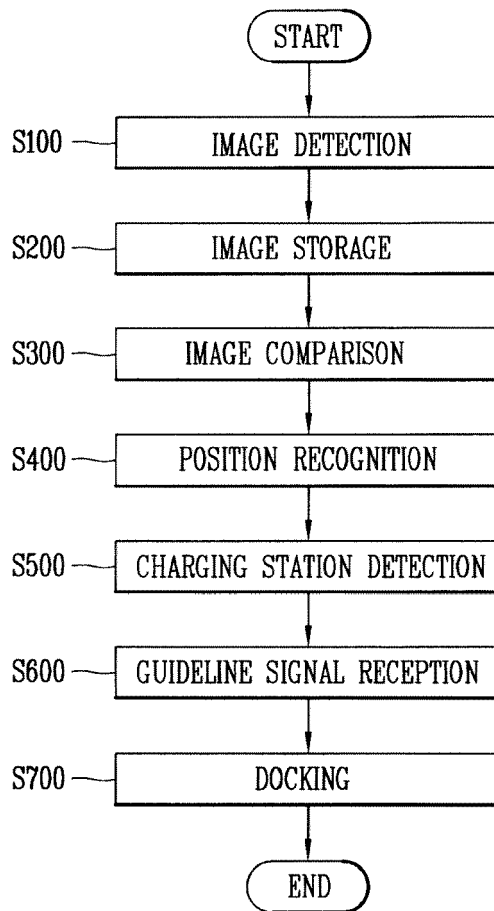 START
S100 IMAGE DETECTION
S200 IMAGE STORAGE
S300 IMAGE COMPARISON
S400 POSITION RECOGNITION
S500 CHARGING STATION DETECTION
S600 GUIDELINE SIGNAL RECEPTION
S700 DOCKING
END